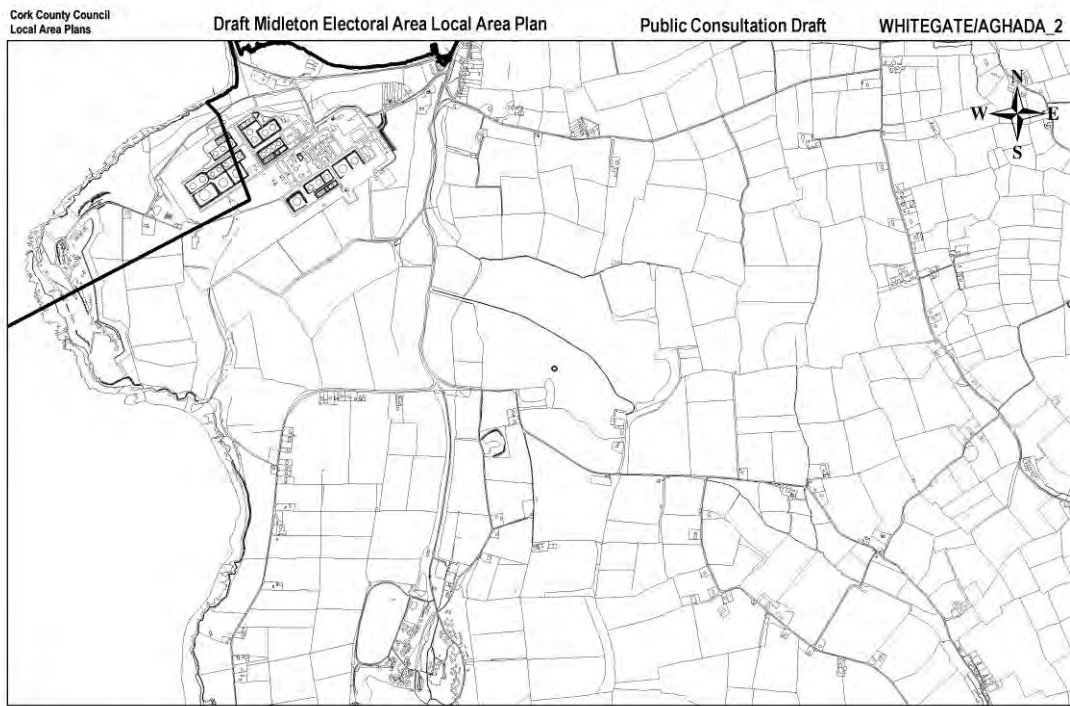 Cork County Council
Local Area Plans
Draft Midleton Electoral Area Local Area Plan
Public Consultation Draft
WHITEGATE/AGHADA_2
N
W E
S